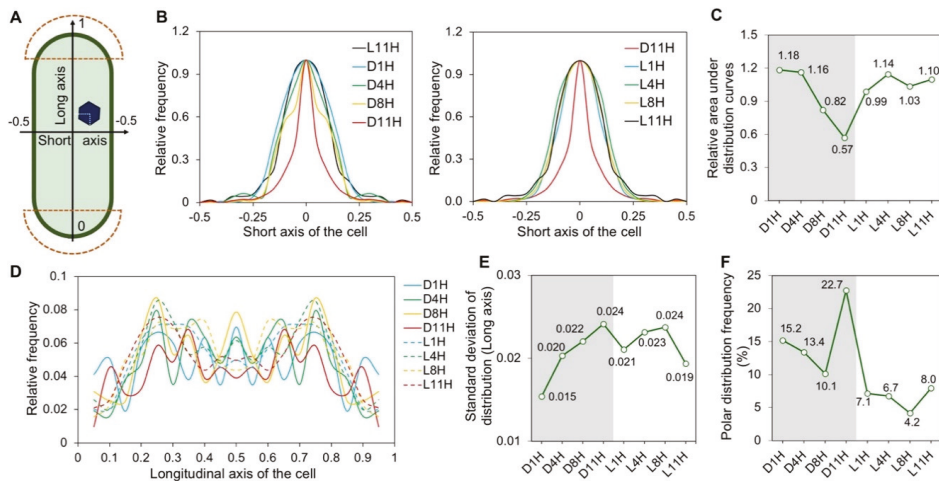 A
1
Long axis
-0.5
-0.5
Short axis
0
B
Relative frequency
1.2
0.9
0.6
0.3
0
-0.5
-0.25
0
0.25
0.5
Short axis of the cell
L11H
D1H
D4H
D8H
D11H
Relative frequency
1.2
0.9
0.6
0.3
0.0
-0.5
-0.25
0
0.25
0.5
Short axis of the cell
D11H
L1H
L4H
L8H
L11H
C
Relative area under
distribution curves
1.5
1.2
0.9
0.6
0.3
0
1.18
1.16
0.82
0.57
0.99
1.14
1.03
1.10
D1H
D4H
D8H
D11H
L1H
L4H
L8H
L11H
D
Relative frequency
0.1
0.08
0.06
0.04
0.02
0
0
0.1
0.2
0.3
0.4
0.5
0.6
0.7
0.8
0.9
1
Longitudinal axis of the cell
D1H
D4H
D8H
D11H
L1H
L4H
L8H
L11H
E
Standard deviation of
distribution (Long axis)
0.03
0.02
0.01
0.015
0.020
0.022
0.024
0.021
0.023
0.024
0.019
D1H
D4H
D8H
D11H
L1H
L4H
L8H
L11H
F
Polar distribution frequency
(%)
25
20
15
10
5
0
15.2
13.4
10.1
22.7
7.1
6.7
4.2
8.0
D1H
D4H
D8H
D11H
L1H
L4H
L8H
L11H